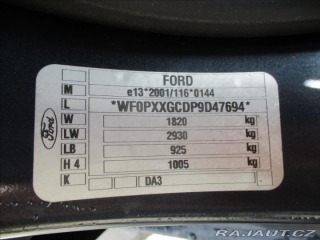 FORD
M e13*2001/116*0144
L *WF0PXXGCDP9D47694*
W 1820 kg
LW 2930 kg
LB 925 kg
H 4 1005 kg
K DA3
Ford
RAJAUT.CZ